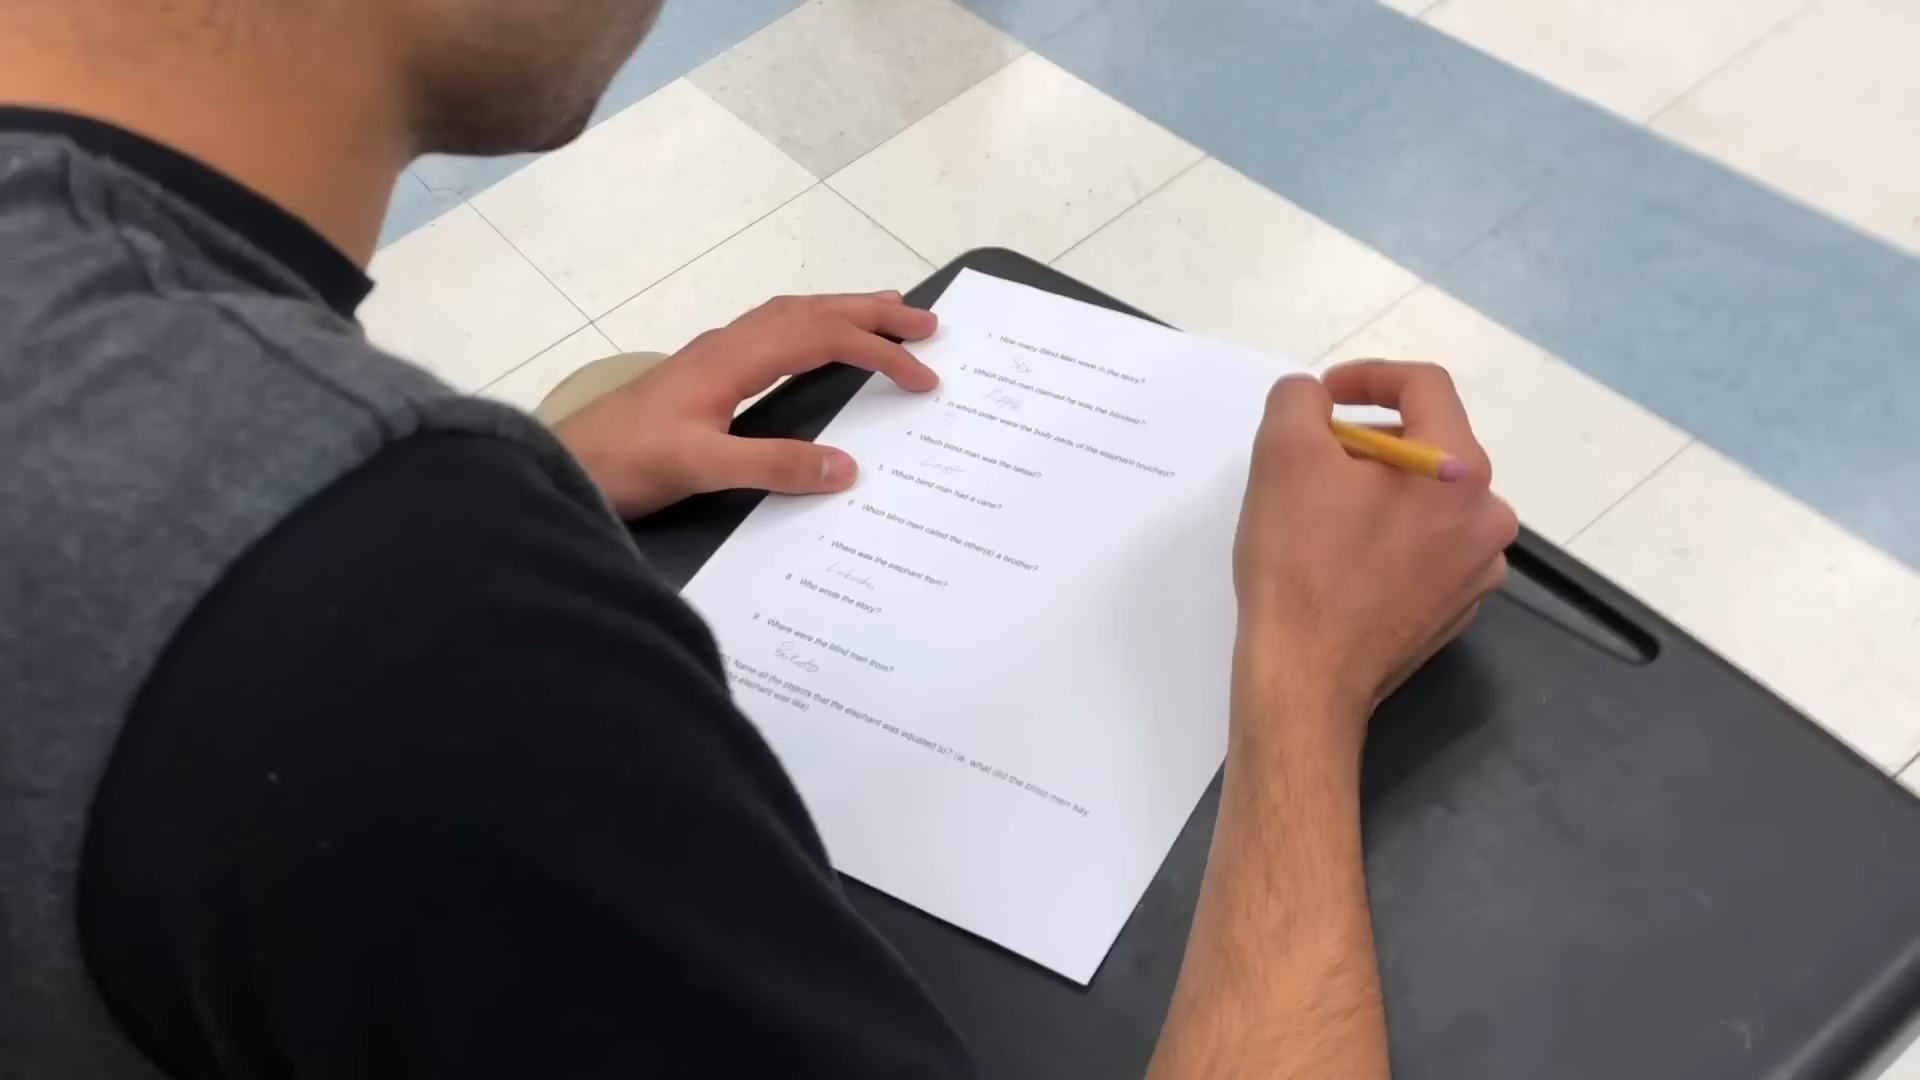 1. How many Blind Men were in the story?
Six
2. Which blind man claimed he was the blindest?
Purple
3. In which order were the body parts of the elephant touched?
4. Which blind man was the tallest?
Last
5. Which blind man had a cane?
6. Which blind men called the other(s) a brother?
7. Where was the elephant from?
8. Who wrote the story?
9. Where were the blind men from?
Name all the objects that the elephant was equated to? (ie. what did the blind men say
elephant was like)